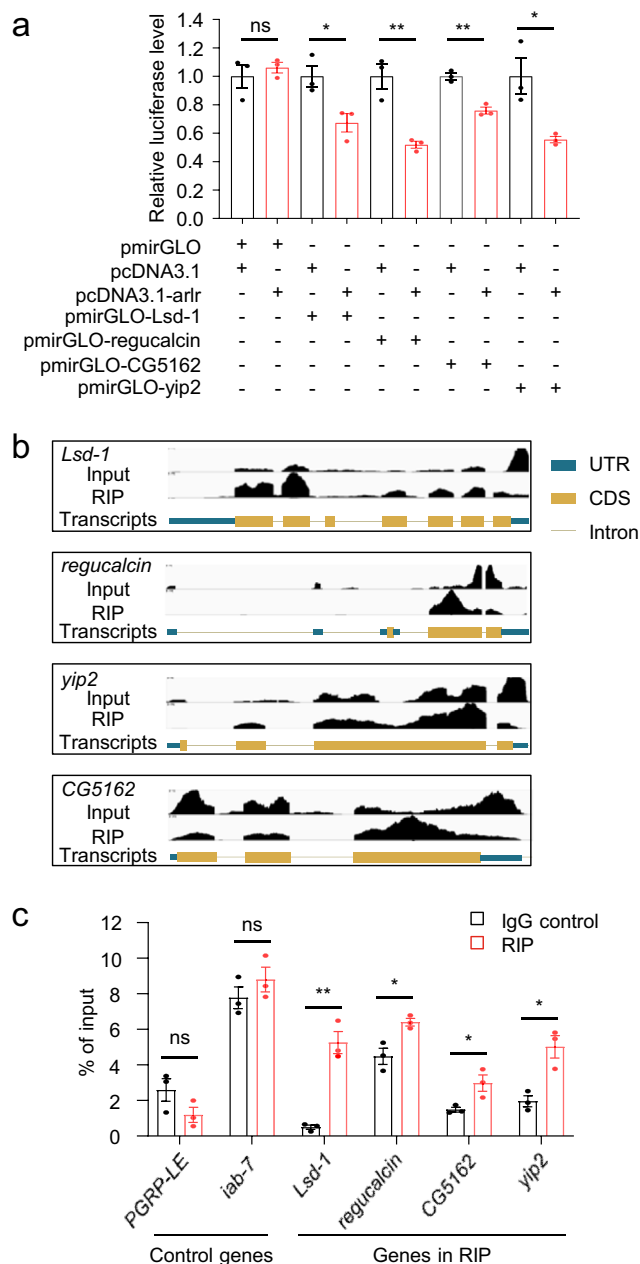 a
ns * ** ** *
Relative luciferase level
1.4
1.2
1.0
0.8
0.6
0.4
0.2
0.0
pmirGLO + + - - - - - - - -
pcDNA3.1 + - + - + - + - + -
pcDNA3.1-arlr - + - + - + - + - +
pmirGLO-Lsd-1 - - + + - - - - - -
pmirGLO-regucalcin - - - - + + - - - -
pmirGLO-CG5162 - - - - - - + + - -
pmirGLO-yip2 - - - - - - - - + +
b
Lsd-1
Input
RIP
Transcripts
regucalcin
Input
RIP
Transcripts
yip2
Input
RIP
Transcripts
CG5162
Input
RIP
Transcripts
UTR
CDS
Intron
c
IgG control
RIP
% of input
12
10
8
6
4
2
0
ns ns ** * * *
PGRP-LE
iab-7
Lsd-1
regucalcin
CG5162
yip2
Control genes
Genes in RIP